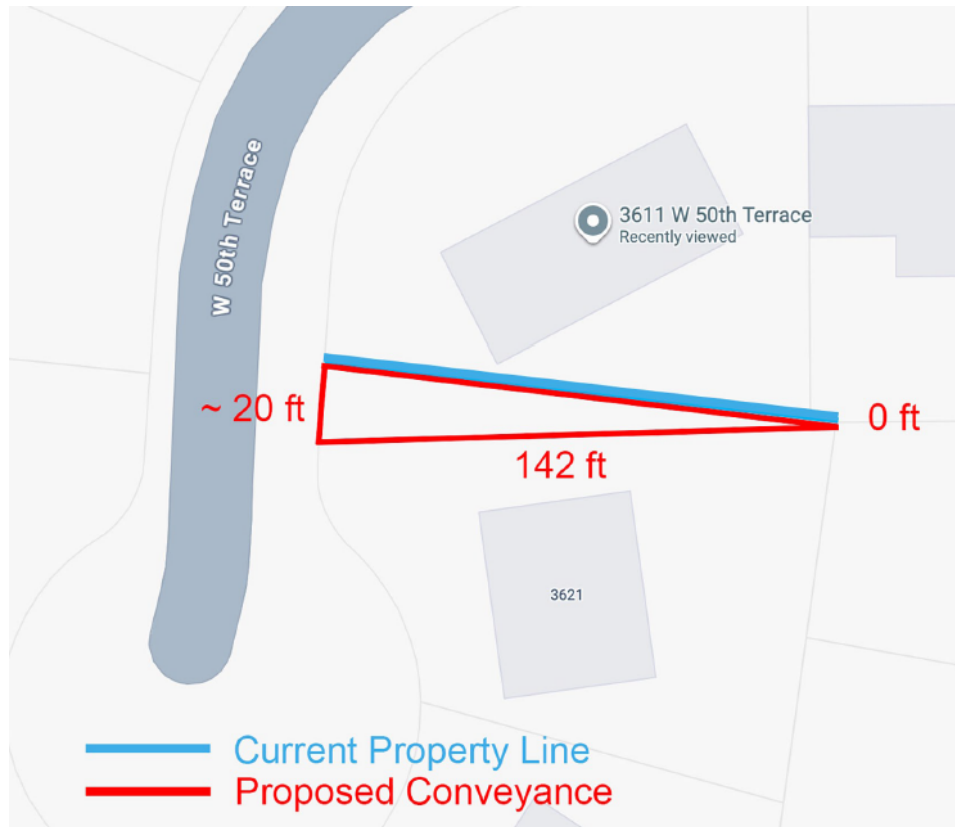 W 50th Terrace
3611 W 50th Terrace
Recently viewed
~ 20 ft
0 ft
142 ft
3621
Current Property Line
Proposed Conveyance